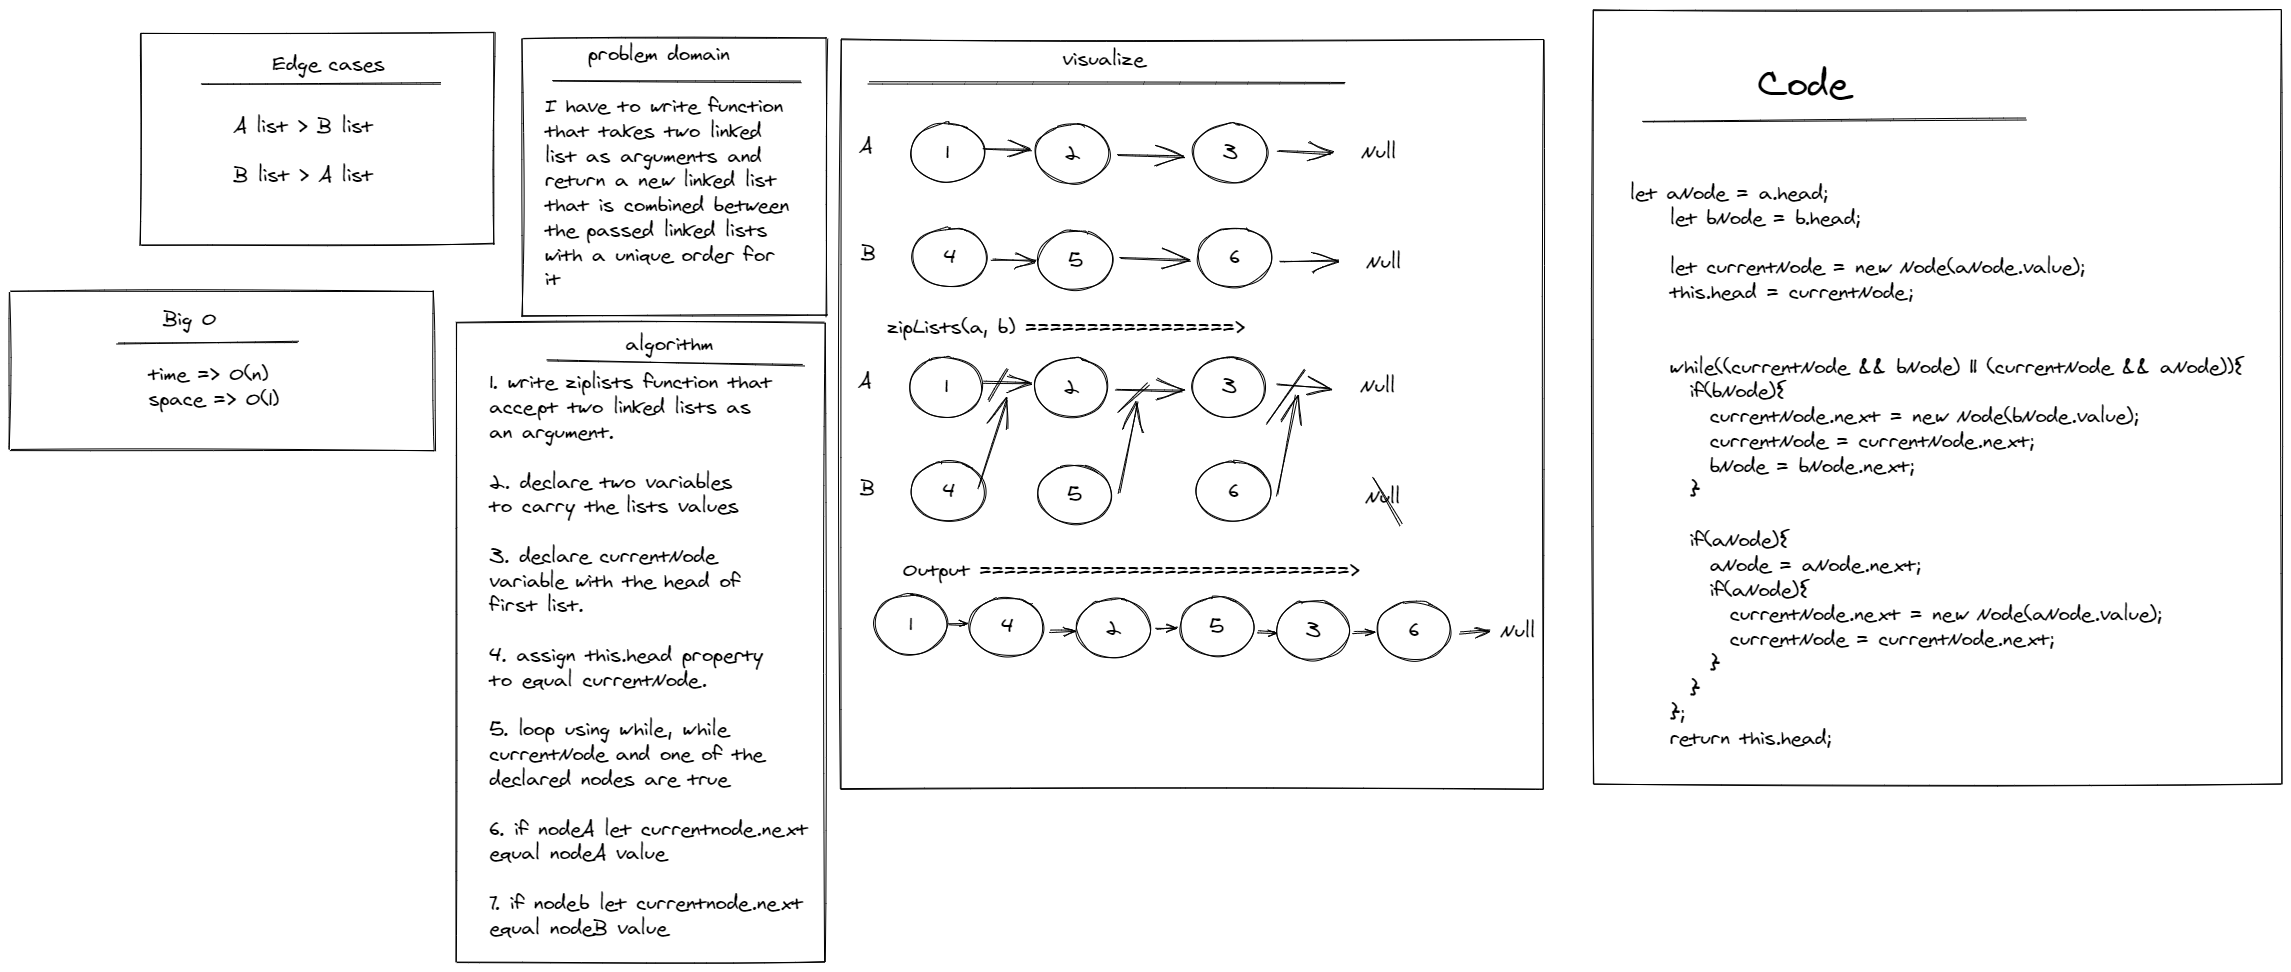 Edge cases
A list > B list
B list > A list
Big O
time => O(n)
space => O(1)
problem domain
I have to write function
that takes two linked
list as arguments and
return a new linked list
that is combined between
the passed linked lists
with a unique order for
it
algorithm
1. write ziplists function that
accept two linked lists as
an argument.
2. declare two variables
to carry the lists values
3. declare currentNode
variable with the head of
first list.
4. assign this.head property
to equal currentNode.
5. loop using while, while
currentNode and one of the
declared nodes are true
6. if nodeA let currentnode.next
equal nodeA value
7. if nodeb let currentnode.next
equal nodeB value
visualize
A 1 2 3 Null
B 4 5 6 Null
zipLists(a, b) =================>
A 1 2 3 Null
B 4 5 6 Null
Output ==============================>
1 4 2 5 3 6 Null
Code
let aNode = a.head;
let bNode = b.head;
let currentNode = new Node(aNode.value);
this.head = currentNode;
while((currentNode && bNode) || (currentNode && aNode)){
if(bNode){
currentNode.next = new Node(bNode.value);
currentNode = currentNode.next;
bNode = bNode.next;
}
if(aNode){
aNode = aNode.next;
if(aNode){
currentNode.next = new Node(aNode.value);
currentNode = currentNode.next;
}
}
};
return this.head;